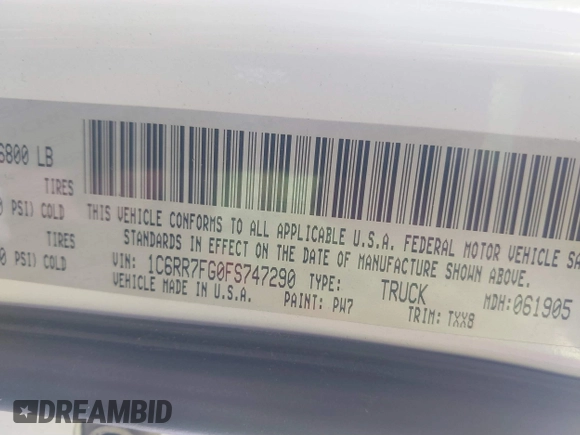 6800 LB
TIRES
PSI) COLD
TIRES
PSI) COLD
THIS VEHICLE CONFORMS TO ALL APPLICABLE U.S.A. FEDERAL MOTOR VEHICLE SA
STANDARDS IN EFFECT ON THE DATE OF MANUFACTURE SHOWN ABOVE.
VIN: 1C6RR7FG0FS747290 TYPE: TRUCK MDH:061905
VEHICLE MADE IN U.S.A. PAINT: PW7 TRIM: TXX9
DREAMBID